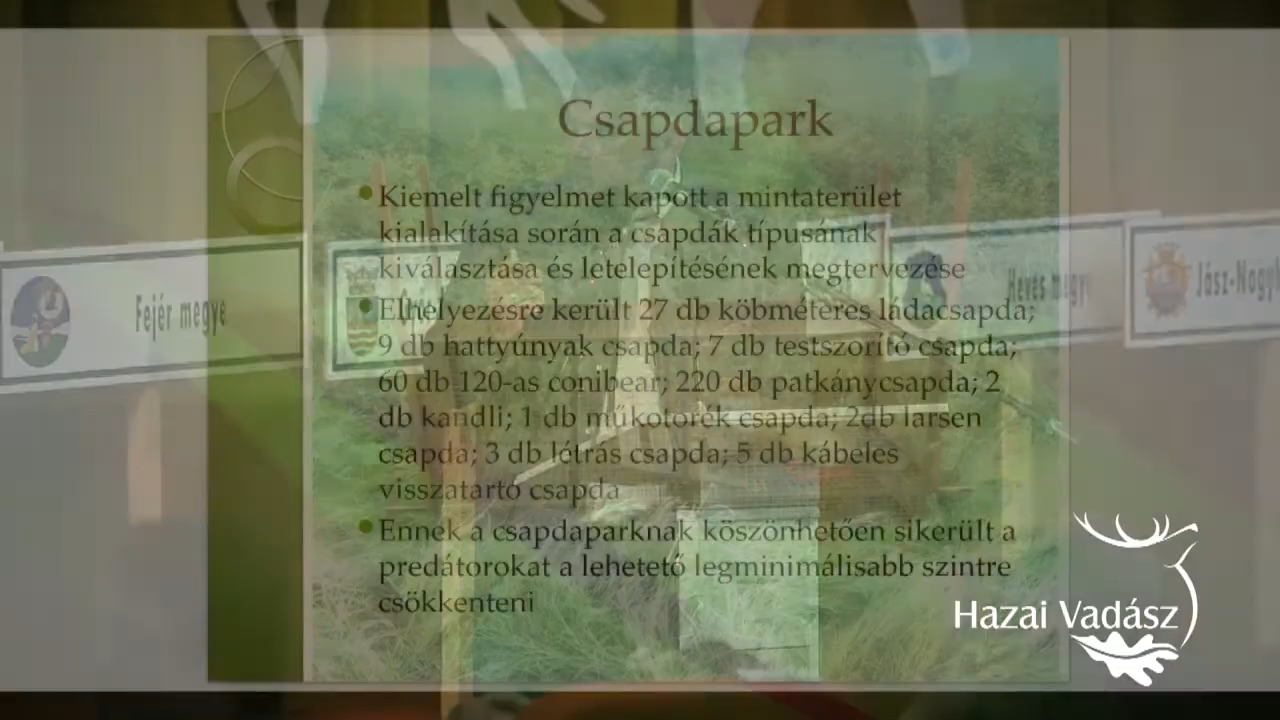 Csapdapark
Kiemelt figyelmet kapott a mintaterület
kialakítása során a csapdák típusának
kiválasztása és letelepítésének megtervezése
Elhelyezésre került 27 db köbméteres ládacsapda;
9 db hattyúnyak csapda; 7 db testszorító csapda;
60 db 120-as conibear; 220 db patkánycsapda; 2
db kandli; 1 db műkotorék csapda; 2db larsen
csapda; 3 db létrás csapda; 5 db kábeles
visszatartó csapda
Ennek a csapdaparknak köszönhetően sikerült a
predátorokat a lehetető legminimálisabb szintre
csökkenteni
Fejér megye
Heves megy
Jász-Nagy
Hazai Vadász